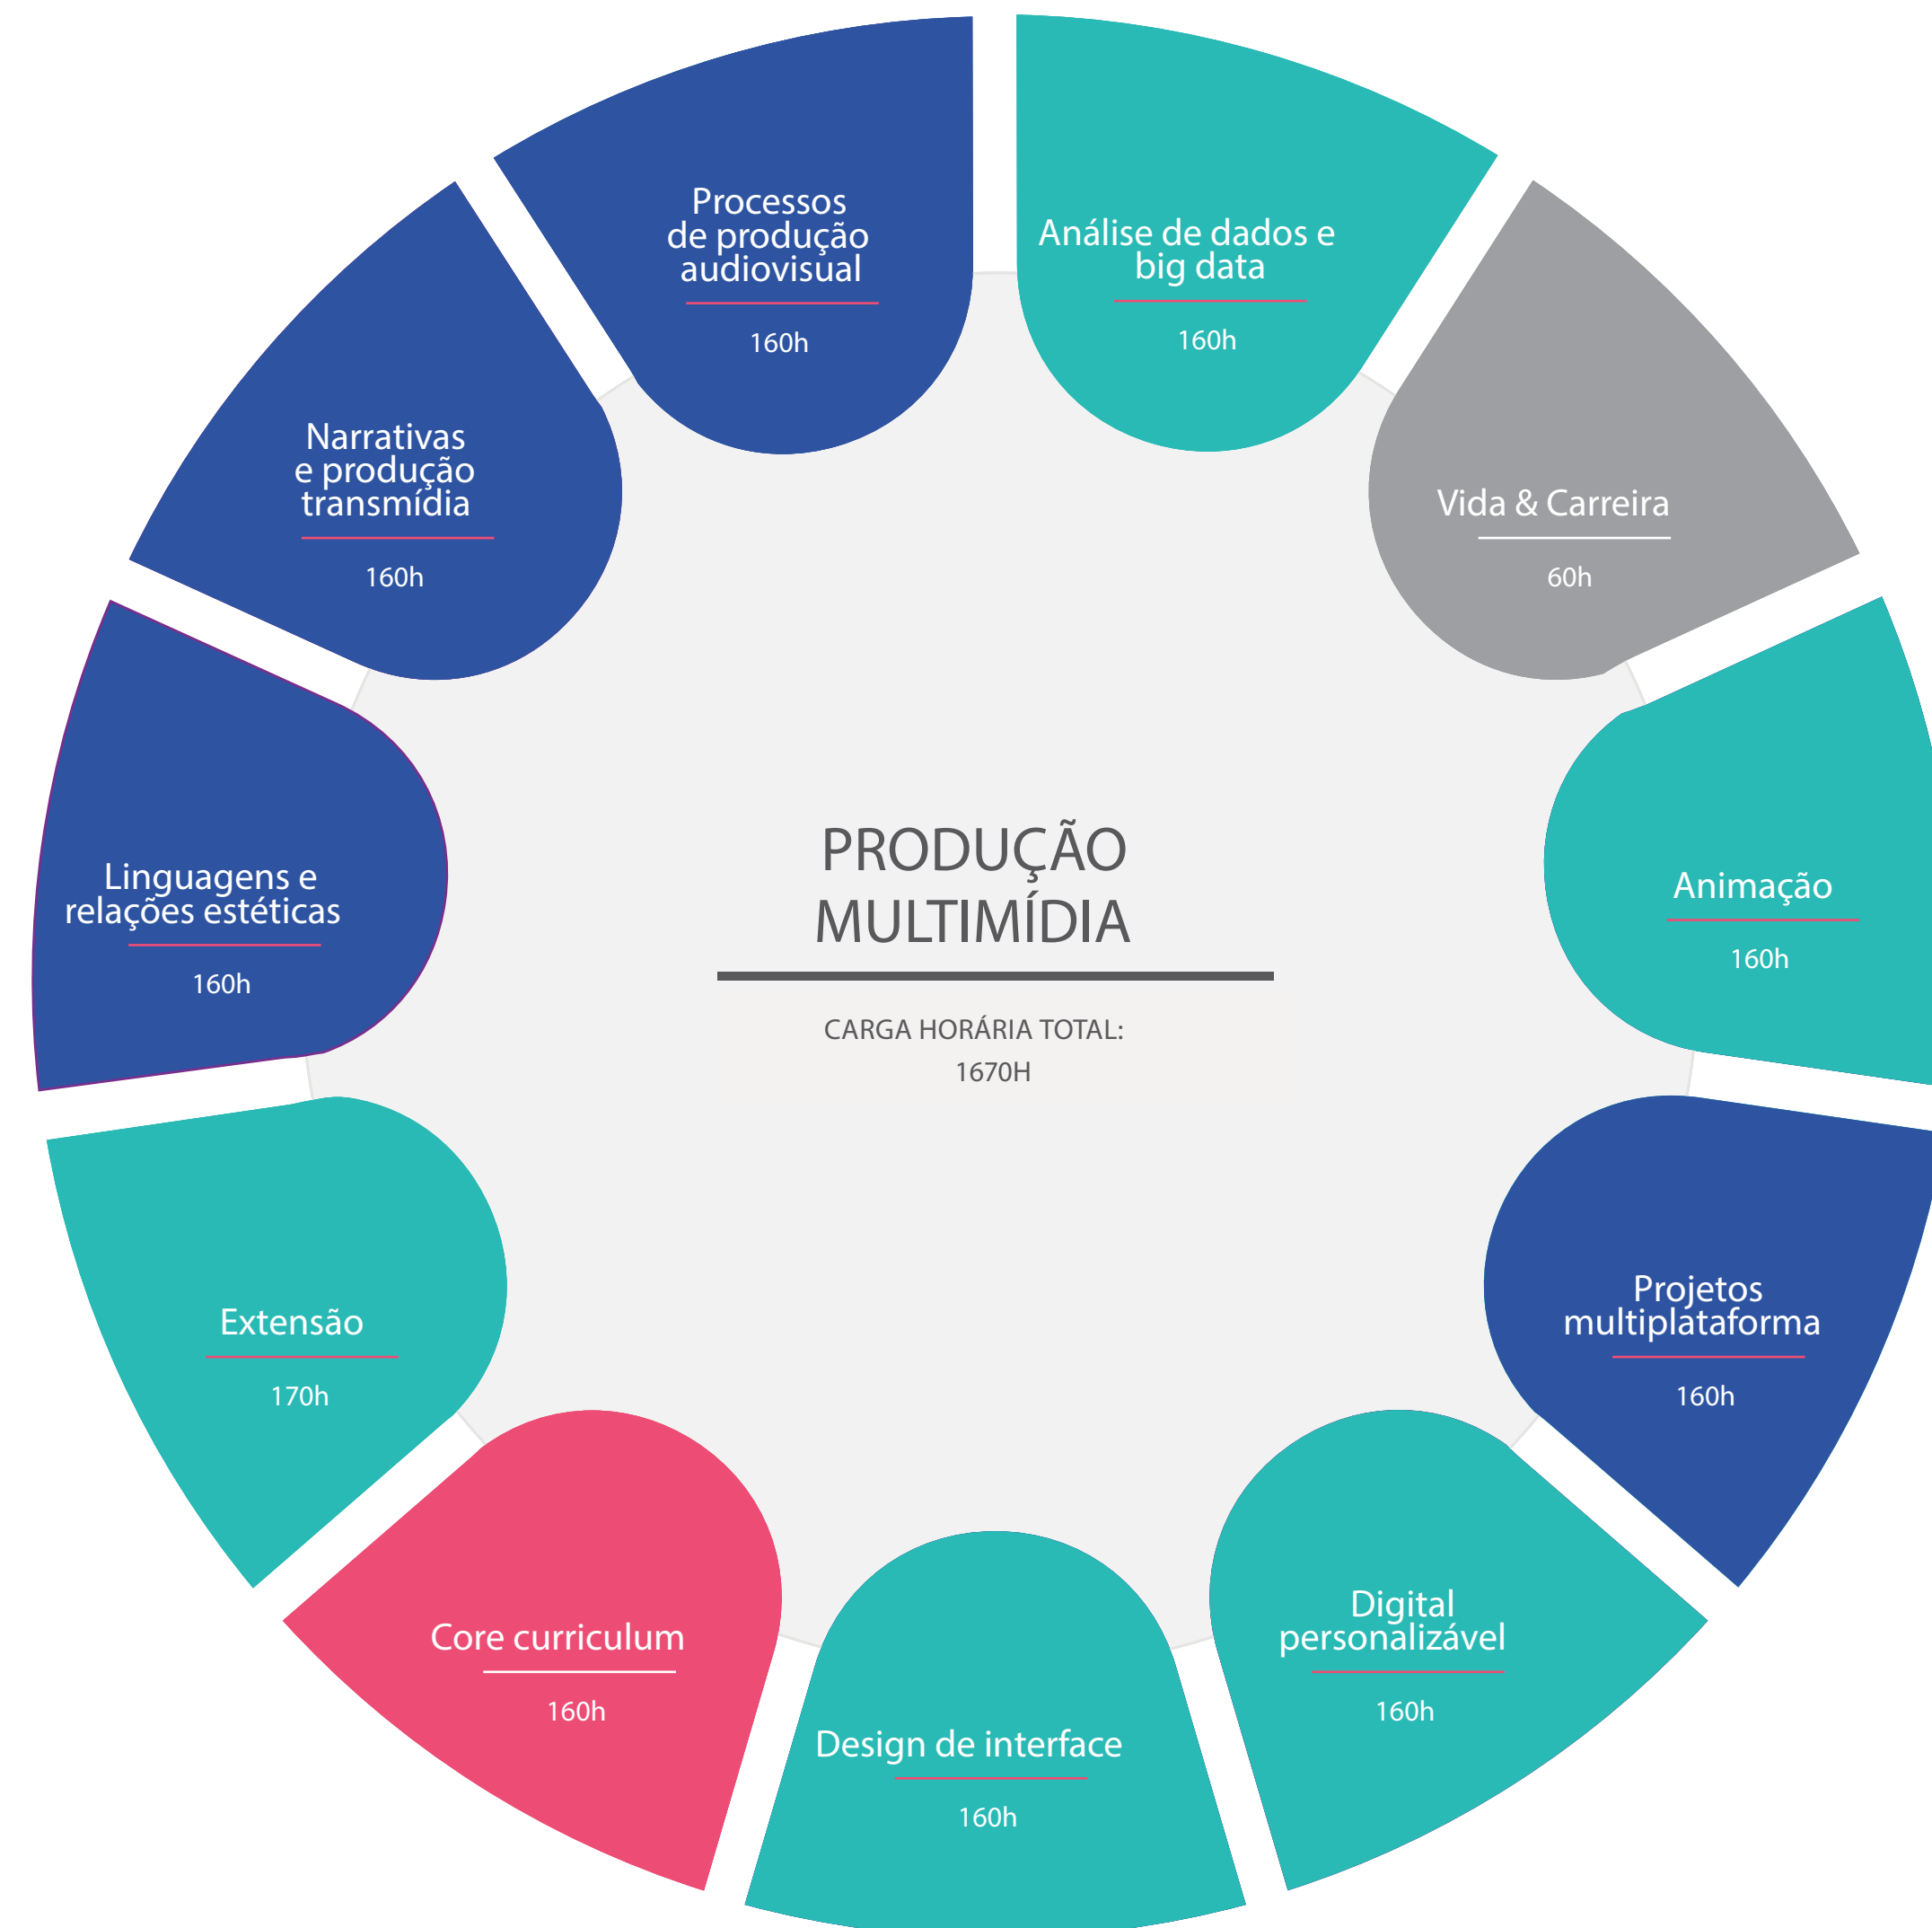 Processos
de produção
audiovisual
160h
Análise de dados e
big data
160h
Vida & Carreira
60h
Animação
160h
Projetos
multiplataforma
160h
Digital
personalizável
160h
Design de interface
160h
Core curriculum
160h
Extensão
170h
Linguagens e
relações estéticas
160h
Narrativas
e produção
transmídia
160h
PRODUÇÃO
MULTIMÍDIA
CARGA HORÁRIA TOTAL:
1670H